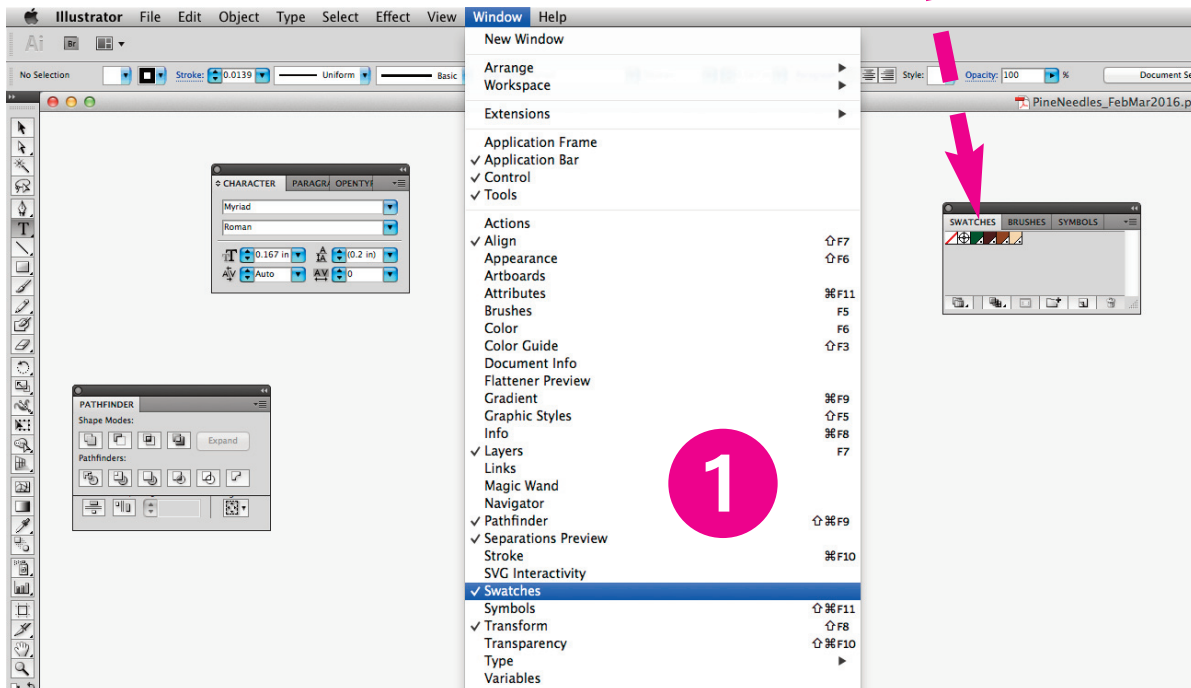 Illustrator File Edit Object Type Select Effect View Window Help
Ai Br
No Selection Stroke: 0.0139 Uniform Basic Style: Opacity: 100 % Document Se
PineNeedles_FebMar2016.p
New Window
Arrange
Workspace
Extensions
Application Frame
✓ Application Bar
✓ Control
✓ Tools
Actions
✓ Align ⇧F7
Appearance ⇧F6
Artboards
Attributes ⌘F11
Brushes F5
Color F6
Color Guide ⇧F3
Document Info
Flattener Preview
Gradient ⌘F9
Graphic Styles ⇧F5
Info ⌘F8
✓ Layers F7
Links
Magic Wand
Navigator
✓ Pathfinder ⇧⌘F9
✓ Separations Preview
Stroke ⌘F10
SVG Interactivity
✓ Swatches
Symbols ⇧⌘F11
✓ Transform ⇧F8
Transparency ⇧⌘F10
Type
Variables
1
CHARACTER PARAGRA OPENTYP
Myriad
Roman
0.167 in (0.2 in)
Auto 0
PATHFINDER
Shape Modes:
Expand
Pathfinders:
SWATCHES BRUSHES SYMBOLS